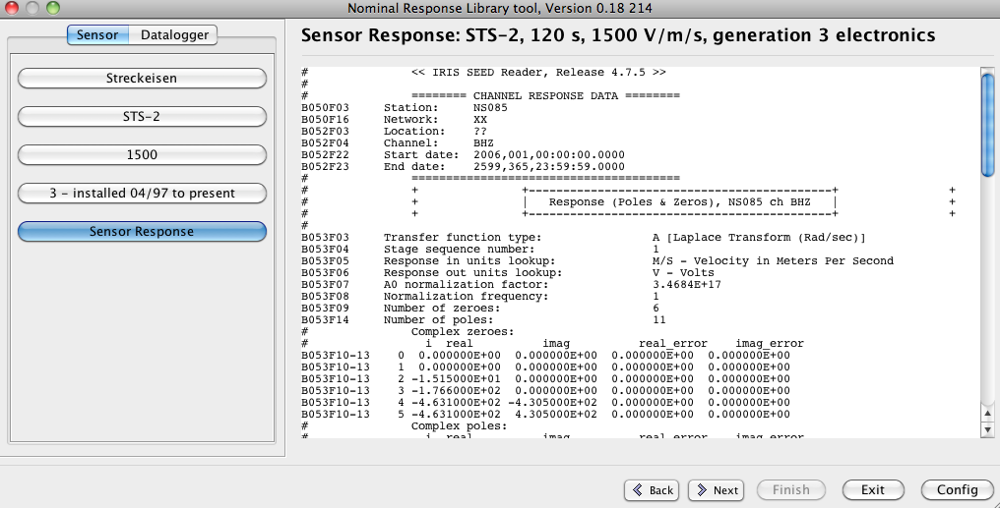 Nominal Response Library tool, Version 0.18 214
Sensor Datalogger
Streckeisen
STS-2
1500
3 - installed 04/97 to present
Sensor Response
Sensor Response: STS-2, 120 s, 1500 V/m/s, generation 3 electronics
# << IRIS SEED Reader, Release 4.7.5 >>
#
# ======== CHANNEL RESPONSE DATA ========
B050F03 Station: NS085
B050F16 Network: XX
B052F03 Location: ??
B052F04 Channel: BHZ
B052F22 Start date: 2006,001,00:00:00.0000
B052F23 End date: 2599,365,23:59:59.0000
# =======================================
# + +--------------------------------------------+ +
# + | Response (Poles & Zeros), NS085 ch BHZ | +
# + +--------------------------------------------+ +
#
B053F03 Transfer function type: A [Laplace Transform (Rad/sec)]
B053F04 Stage sequence number: 1
B053F05 Response in units lookup: M/S - Velocity in Meters Per Second
B053F06 Response out units lookup: V - Volts
B053F07 A0 normalization factor: 3.4684E+17
B053F08 Normalization frequency: 1
B053F09 Number of zeroes: 6
B053F14 Number of poles: 11
# Complex zeroes:
# i real imag real_error imag_error
B053F10-13 0 0.000000E+00 0.000000E+00 0.000000E+00 0.000000E+00
B053F10-13 1 0.000000E+00 0.000000E+00 0.000000E+00 0.000000E+00
B053F10-13 2 -1.515000E+01 0.000000E+00 0.000000E+00 0.000000E+00
B053F10-13 3 -1.766000E+02 0.000000E+00 0.000000E+00 0.000000E+00
B053F10-13 4 -4.631000E+02 -4.305000E+02 0.000000E+00 0.000000E+00
B053F10-13 5 -4.631000E+02 4.305000E+02 0.000000E+00 0.000000E+00
# Complex poles:
# i real imag real_error imag_error
Back Next Finish Exit Config